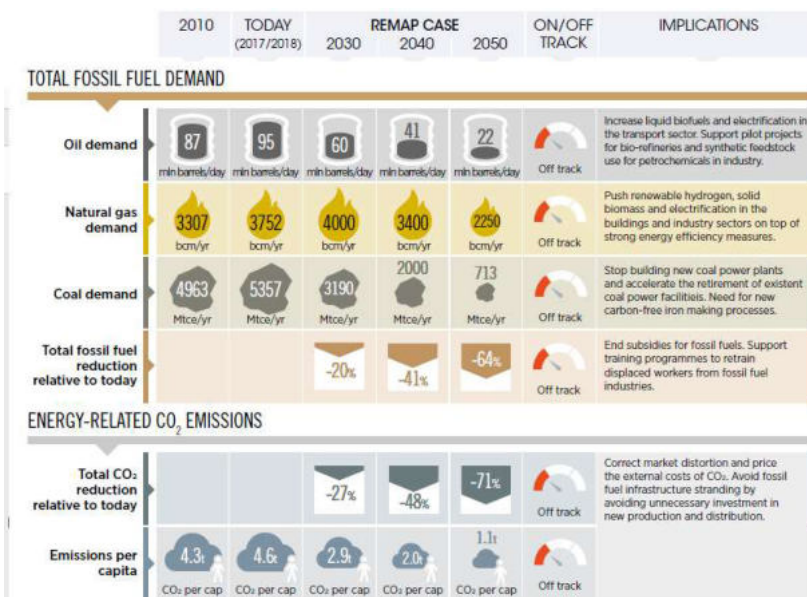 2010 TODAY REMAP CASE ON/OFF IMPLICATIONS
(2017/2018) 2030 2040 2050 TRACK
TOTAL FOSSIL FUEL DEMAND
Oil demand
87 95 60 41 22
mln barrels/day mln barrels/day mln barrels/day mln barrels/day mln barrels/day
Off track
Increase liquid biofuels and electrification in
the transport sector. Support pilot projects
for bio-refineries and synthetic feedstock
use for petrochemicals in industry.
Natural gas
demand
3307 3752 4000 3400 2250
bcm/yr bcm/yr bcm/yr bcm/yr bcm/yr
Off track
Push renewable hydrogen, solid
biomass and electrification in the
buildings and industry sectors on top of
strong energy efficiency measures.
Coal demand
4963 5357 3190 2000 713
Mtce/yr Mtce/yr Mtce/yr Mtce/yr Mtce/yr
Off track
Stop building new coal power plants
and accelerate the retirement of existent
coal power facilitiels. Need for new
carbon-free iron making processes.
Total fossil fuel
reduction
relative to today
-20% -41% -64%
Off track
End subsidies for fossil fuels. Support
training programmes to retrain
displaced workers from fossil fuel
industries.
ENERGY-RELATED CO₂ EMISSIONS
Total CO₂
reduction
relative to today
-27% -48% -71%
Off track
Correct market distortion and price
the external costs of CO₂. Avoid fossil
fuel infrastructure stranding by
avoiding unnecessary investment in
new production and distribution.
Emissions per
capita
4.3t 4.6t 2.9t 2.0t 1.1t
CO₂ per cap CO₂ per cap CO₂ per cap CO₂ per cap CO₂ per cap
Off track